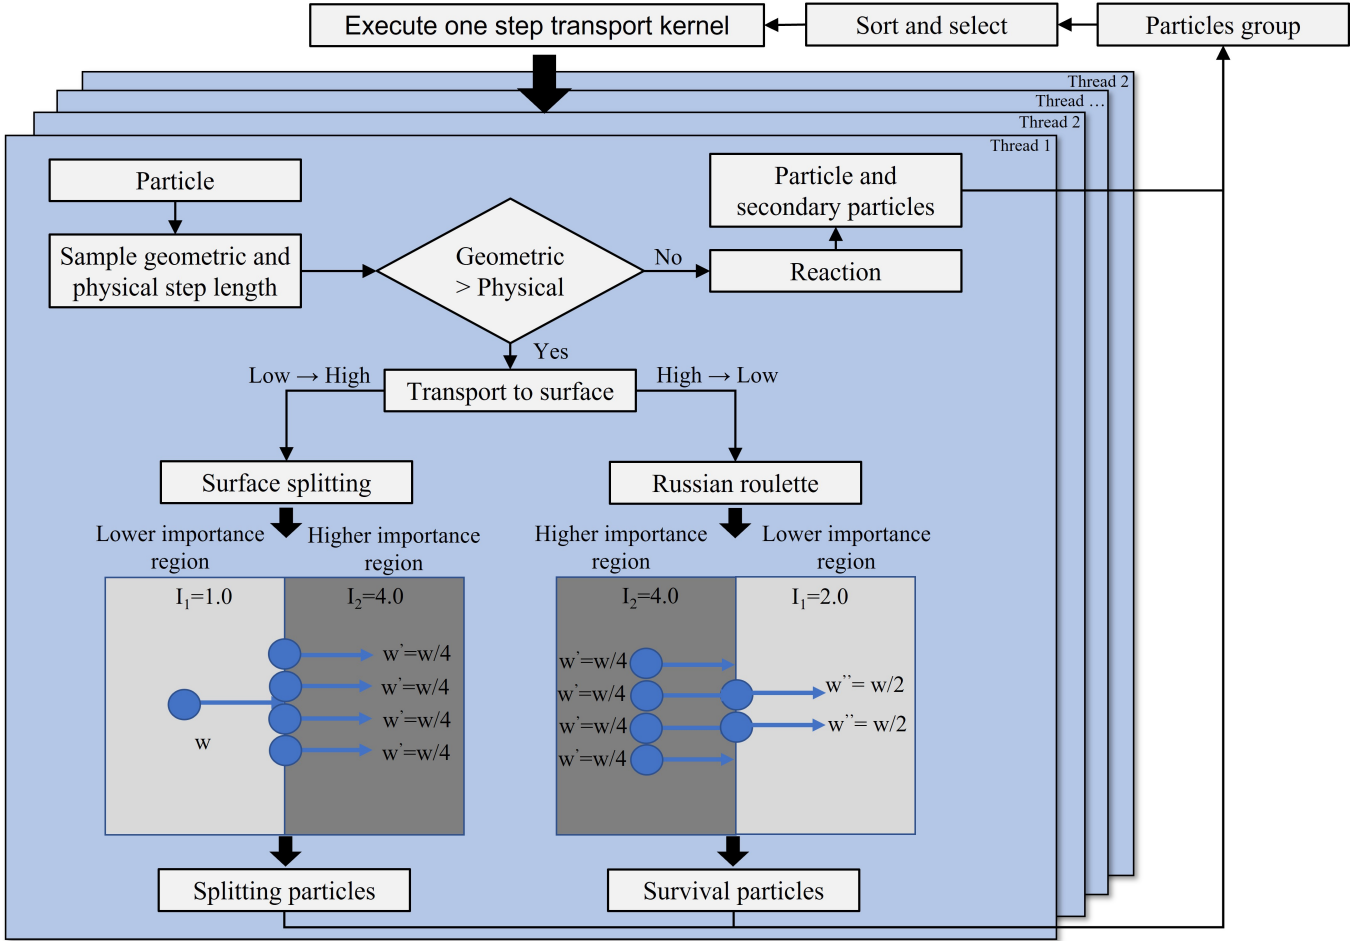 Execute one step transport kernel
Sort and select
Particles group
Thread 2
Thread ...
Thread 2
Thread 1
Particle
Sample geometric and
physical step length
Geometric
> Physical
No
Reaction
Particle and
secondary particles
Yes
Transport to surface
Low → High
High → Low
Surface splitting
Russian roulette
Lower importance
region
Higher importance
region
I₁=1.0
I₂=4.0
w
w'=w/4
w'=w/4
w'=w/4
w'=w/4
Higher importance
region
Lower importance
region
I₂=4.0
I₁=2.0
w'=w/4
w'=w/4
w'=w/4
w'=w/4
w''= w/2
w''= w/2
Splitting particles
Survival particles